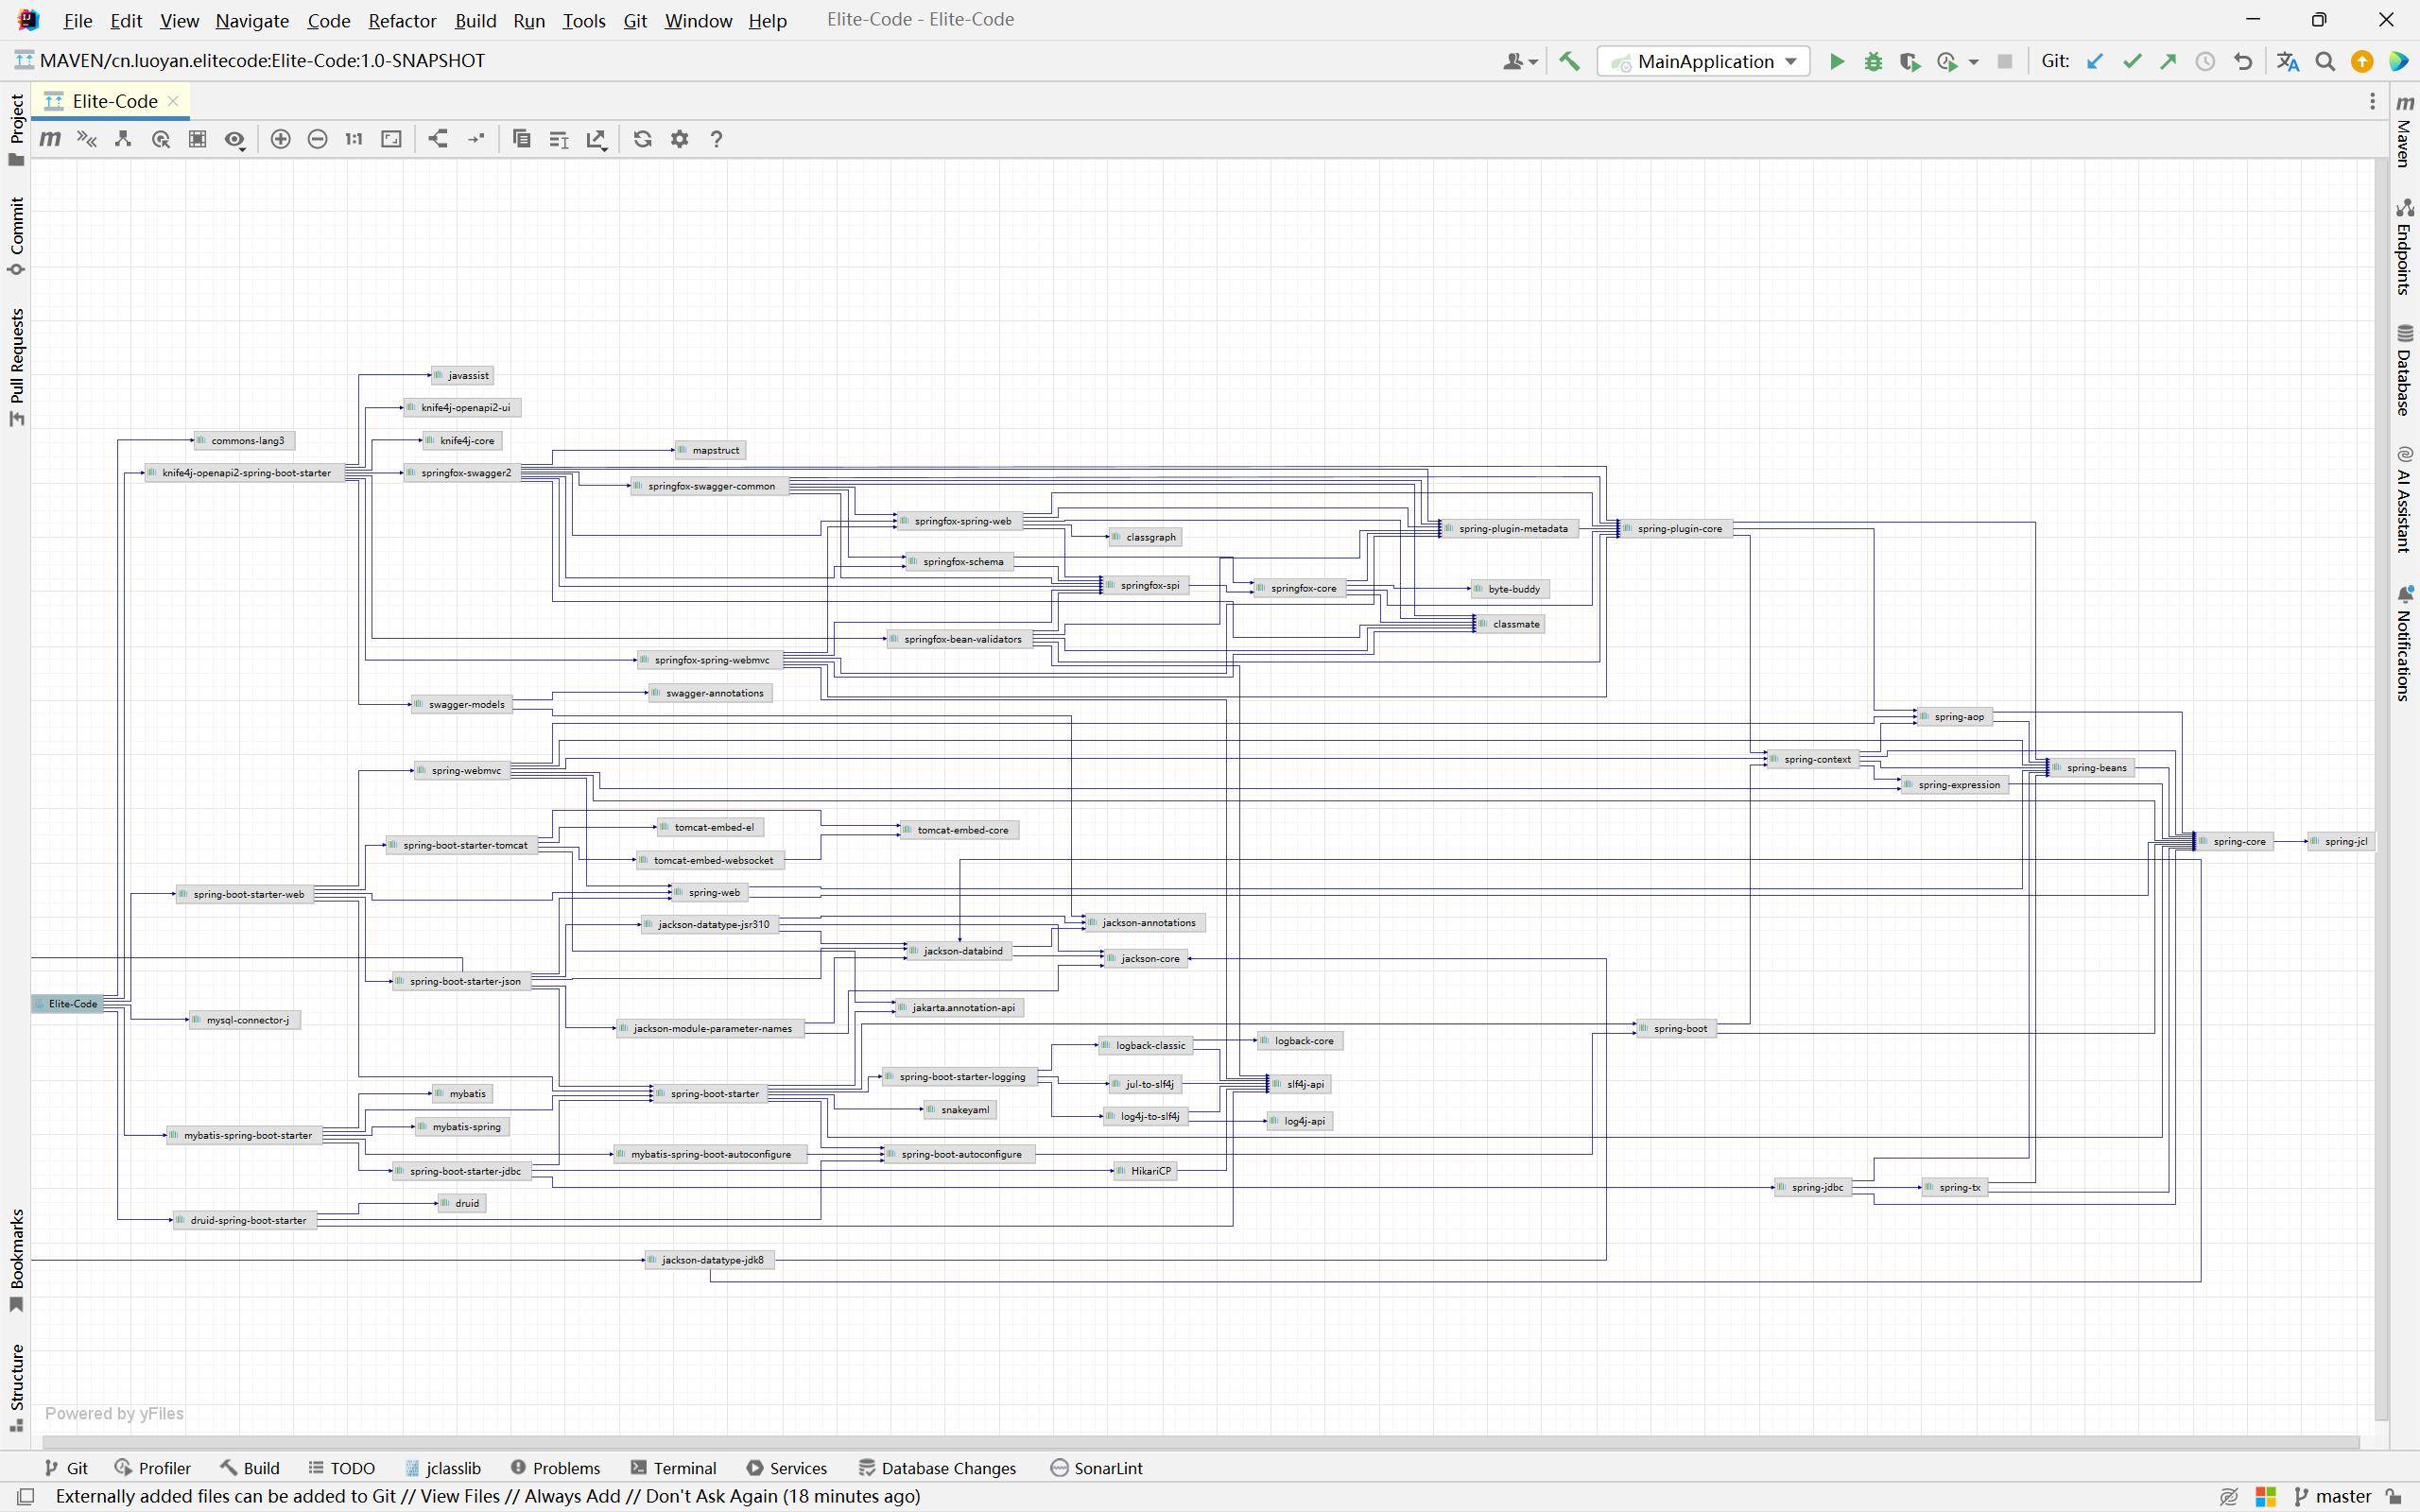 File Edit View Navigate Code Refactor Build Run Tools Git Window Help Elite-Code - Elite-Code
MAVEN/cn.luoyan.elitecode:Elite-Code:1.0-SNAPSHOT
MainApplication
Git:
Elite-Code
1:1
?
Project
Commit
Pull Requests
Bookmarks
Structure
Maven
Endpoints
Database
AI Assistant
Notifications
javassist
knife4j-openapi2-ui
commons-lang3
knife4j-core
mapstruct
knife4j-openapi2-spring-boot-starter
springfox-swagger2
springfox-swagger-common
springfox-spring-web
spring-plugin-metadata
spring-plugin-core
classgraph
springfox-schema
springfox-spi
springfox-core
byte-buddy
classmate
springfox-bean-validators
springfox-spring-webmvc
swagger-annotations
swagger-models
spring-aop
spring-context
spring-beans
spring-webmvc
spring-expression
tomcat-embed-el
tomcat-embed-core
spring-boot-starter-tomcat
spring-core
spring-jcl
tomcat-embed-websocket
spring-boot-starter-web
spring-web
jackson-datatype-jsr310
jackson-annotations
jackson-databind
jackson-core
spring-boot-starter-json
Elite-Code
jakarta.annotation-api
mysql-connector-j
jackson-module-parameter-names
spring-boot
logback-classic
logback-core
spring-boot-starter-logging
jul-to-slf4j
slf4j-api
mybatis
spring-boot-starter
snakeyaml
log4j-to-slf4j
log4j-api
mybatis-spring
mybatis-spring-boot-starter
mybatis-spring-boot-autoconfigure
spring-boot-autoconfigure
spring-boot-starter-jdbc
HikariCP
spring-jdbc
spring-tx
druid
druid-spring-boot-starter
jackson-datatype-jdk8
Powered by yFiles
Git Profiler Build TODO jclasslib Problems Terminal Services Database Changes SonarLint
Externally added files can be added to Git // View Files // Always Add // Don't Ask Again (18 minutes ago)
master